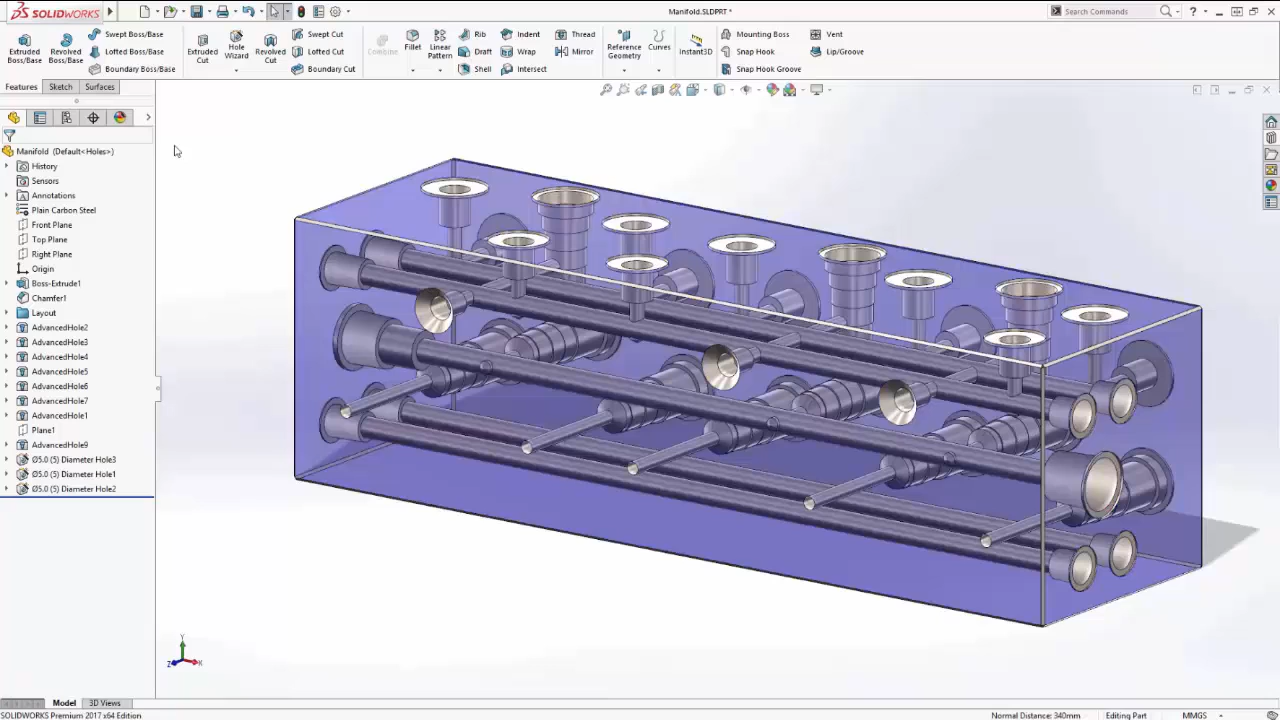 SOLIDWORKS
Manifold.SLDPRT *
Search Commands
?
Extruded Boss/Base
Revolved Boss/Base
Swept Boss/Base
Lofted Boss/Base
Boundary Boss/Base
Extruded Cut
Hole Wizard
Revolved Cut
Swept Cut
Lofted Cut
Boundary Cut
Combine
Fillet
Linear Pattern
Rib
Draft
Shell
Indent
Wrap
Intersect
Thread
Mirror
Reference Geometry
Curves
Instant3D
Mounting Boss
Snap Hook
Snap Hook Groove
Vent
Lip/Groove
Features Sketch Surfaces
Manifold (Default<Holes>)
History
Sensors
Annotations
Plain Carbon Steel
Front Plane
Top Plane
Right Plane
Origin
Boss-Extrude1
Chamfer1
Layout
AdvancedHole2
AdvancedHole3
AdvancedHole4
AdvancedHole5
AdvancedHole6
AdvancedHole7
AdvancedHole1
Plane1
AdvancedHole9
Ø5.0 (5) Diameter Hole3
Ø5.0 (5) Diameter Hole1
Ø5.0 (5) Diameter Hole2
Y
Z X
Model 3D Views
SOLIDWORKS Premium 2017 x64 Edition
Normal Distance: 340mm Editing Part MMGS